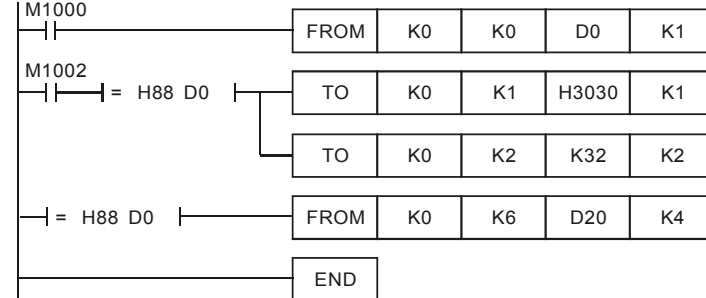 M1000
FROM K0 K0 D0 K1
M1002
= H88 D0 TO K0 K1 H3030 K1
TO K0 K2 K32 K2
= H88 D0 FROM K0 K6 D20 K4
END